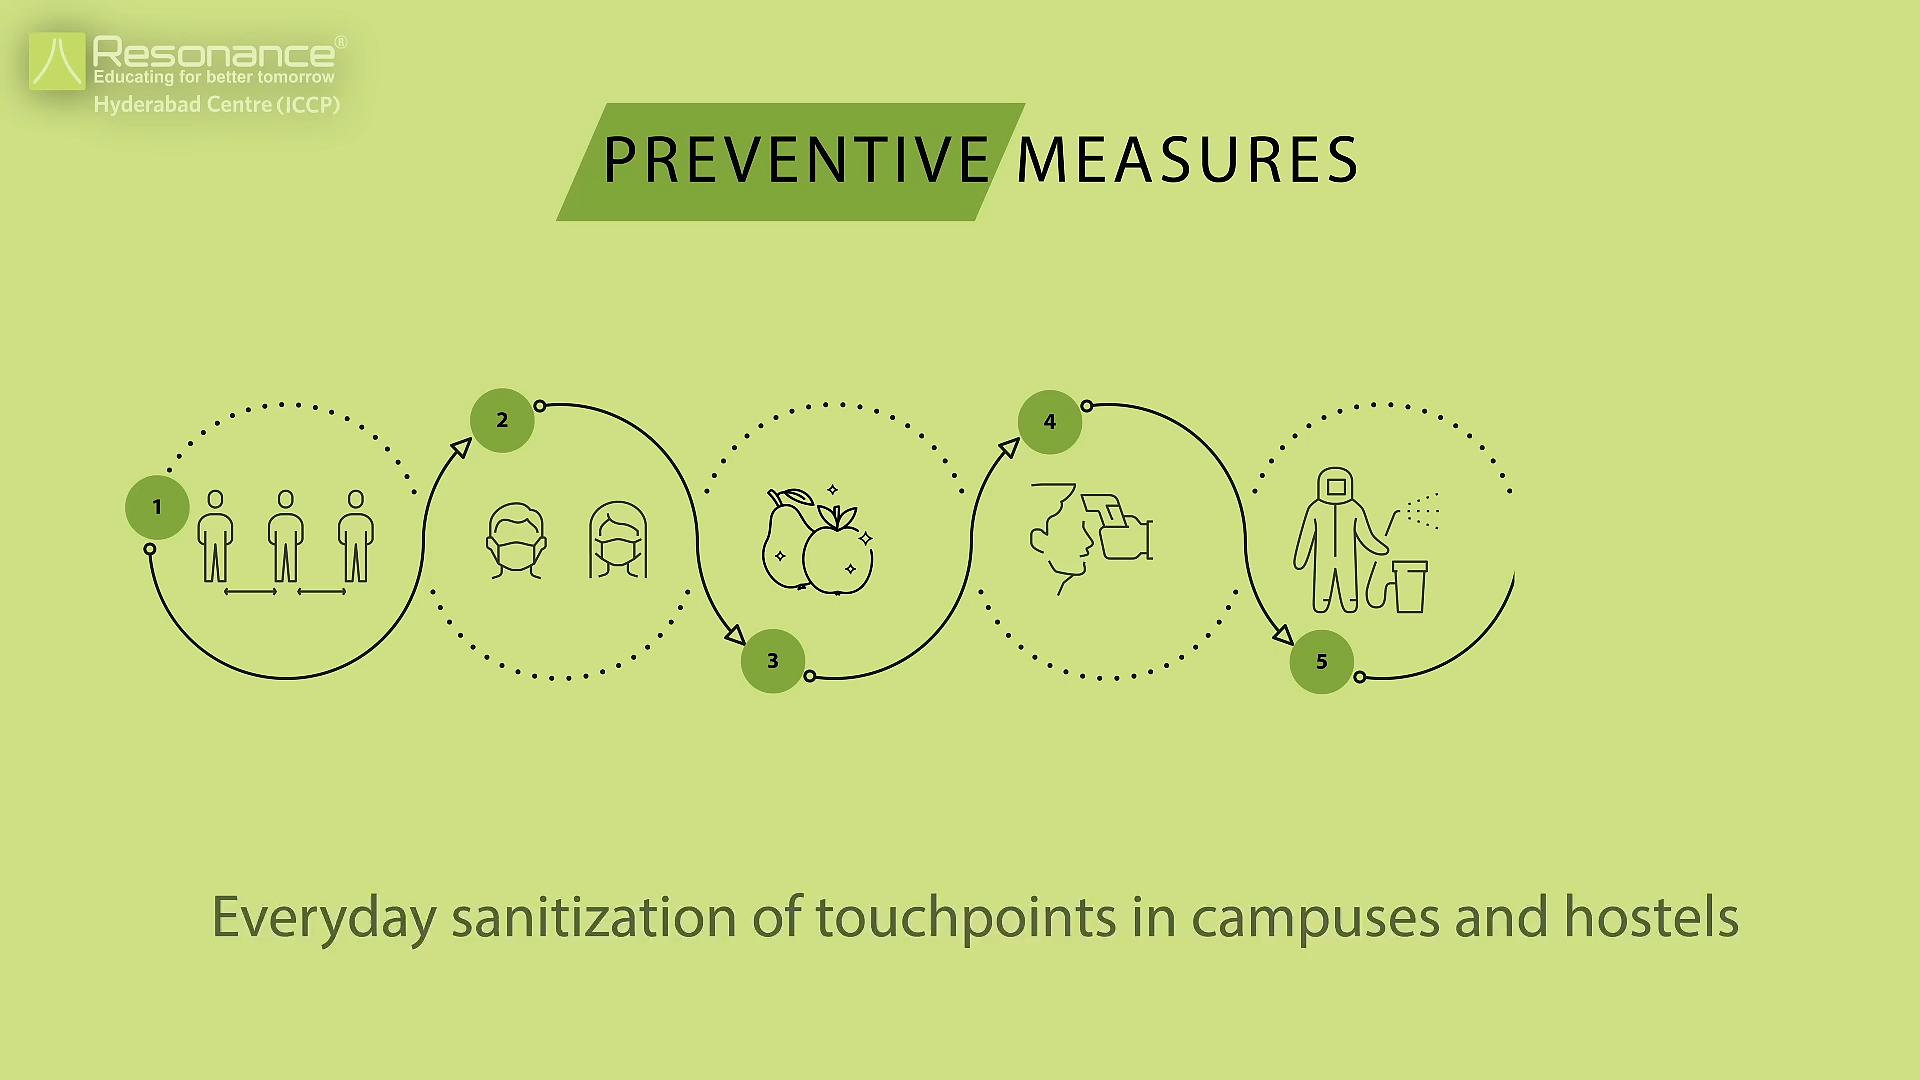 Resonance®
Educating for better tomorrow
Hyderabad Centre (ICCP)
PREVENTIVE MEASURES
1
2
3
4
5
Everyday sanitization of touchpoints in campuses and hostels